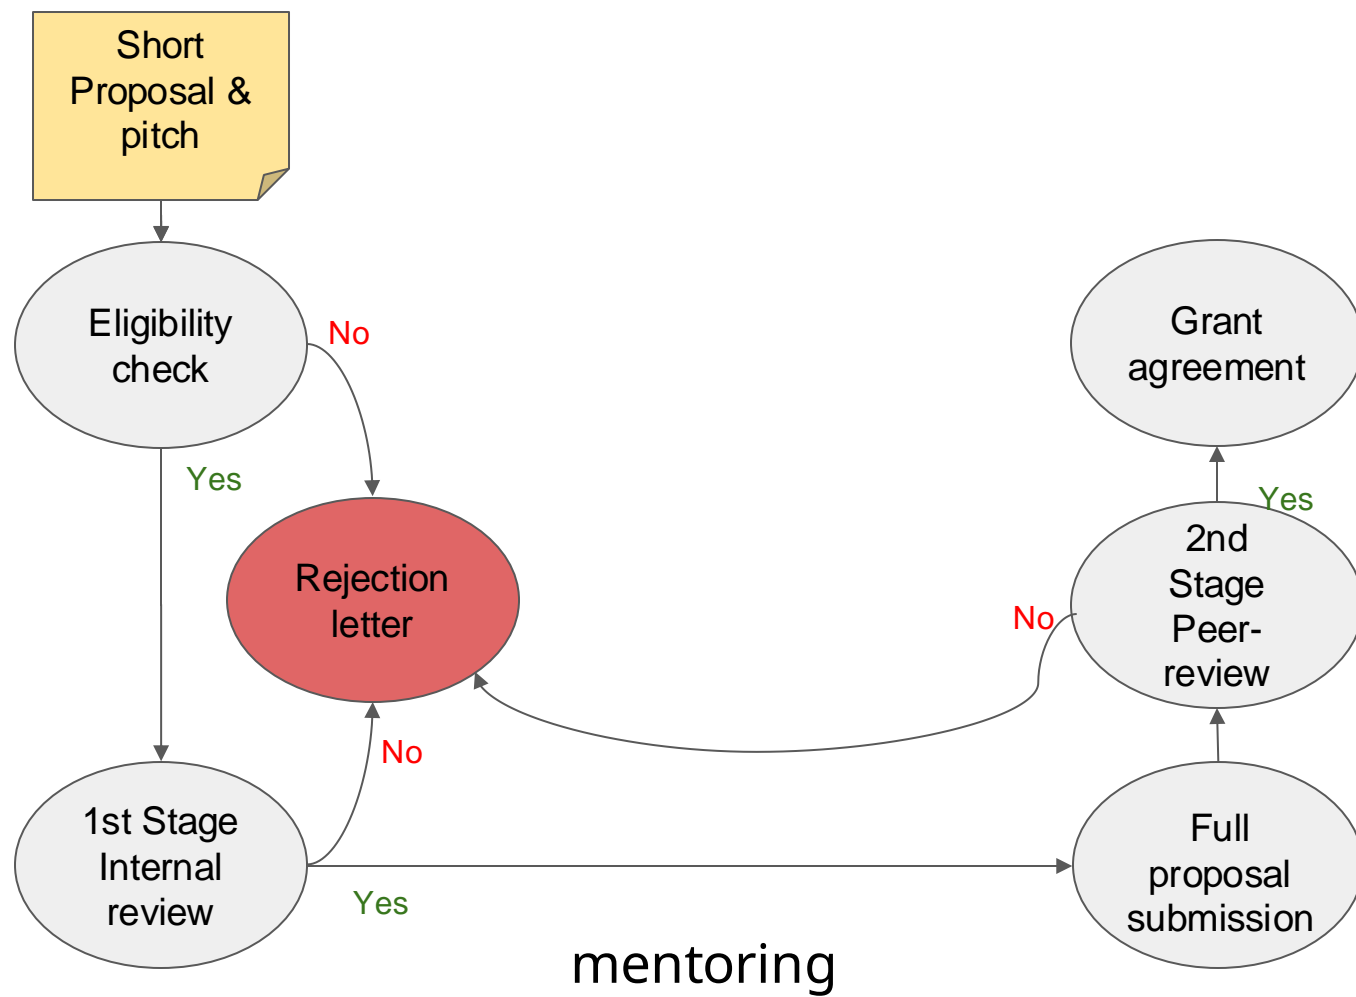 Short
Proposal &
pitch
Eligibility
check
No
Yes
Rejection
letter
No
1st Stage
Internal
review
Yes
mentoring
Full
proposal
submission
2nd
Stage
Peer-
review
No
Yes
Grant
agreement